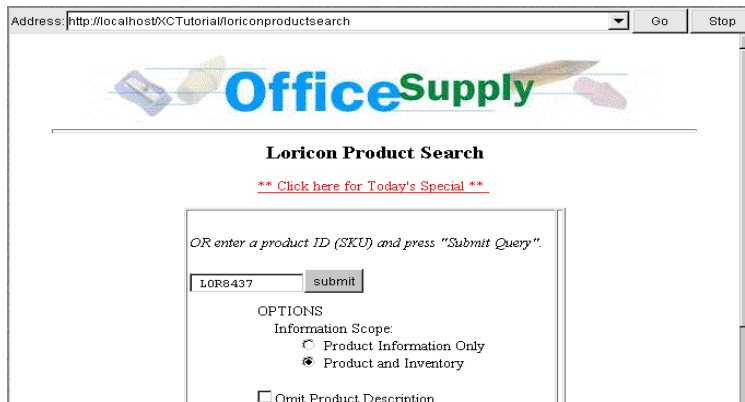 Address: http://localhost/XCTutorial/loriconproductsearch Go Stop
OfficeSupply
Loricon Product Search
** Click here for Today's Special **
OR enter a product ID (SKU) and press "Submit Query".
LOR8437 submit
OPTIONS
Information Scope:
Product Information Only
Product and Inventory
Omit Product Description